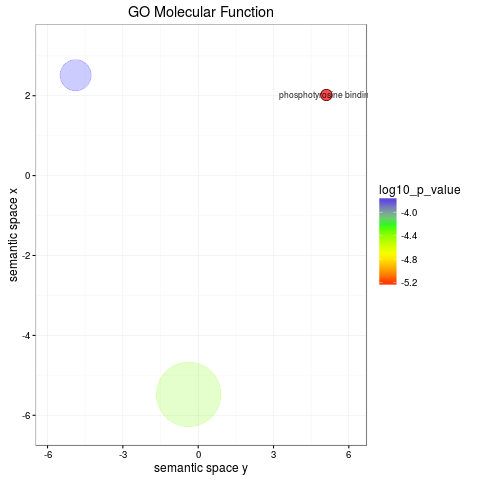 GO Molecular Function
phosphotyrosine bindin
2
0
-2
-4
-6
-6
-3
0
3
6
semantic space x
semantic space y
log10_p_value
-4.0
-4.4
-4.8
-5.2